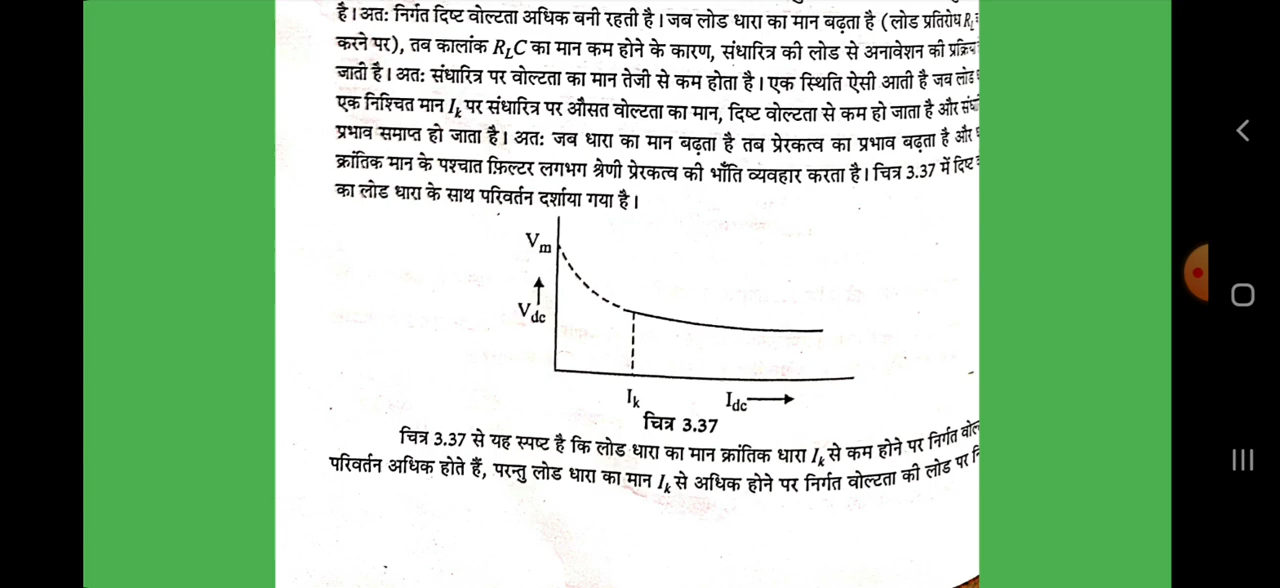 है। अतः निर्गत दिष्ट वोल्टता अधिक बनी रहती है। जब लोड धारा का मान बढ़ता है (लोड प्रतिरोध
करने पर), तब कालांक R_LC का मान कम होने के कारण, संधारित्र की लोड से अनावेशन की
जाती है। अतः संधारित्र पर वोल्टता का मान तेजी से कम होता है। एक स्थिति ऐसी आती है जब लोड
एक निश्चित मान I_k पर संधारित्र पर औसत वोल्टता का मान, दिष्ट वोल्टता से कम हो जाता है और
प्रभाव समाप्त हो जाता है। अतः जब धारा का मान बढ़ता है तब प्रेरकत्व का प्रभाव बढ़ता है और
क्रांतिक मान के पश्चात फ़िल्टर लगभग श्रेणी प्रेरकत्व की भाँति व्यवहार करता है। चित्र 3.37 में दिष्ट
का लोड धारा के साथ परिवर्तन दर्शाया गया है।
V_m
V_dc
I_k
I_dc
चित्र 3.37
चित्र 3.37 से यह स्पष्ट है कि लोड धारा का मान क्रांतिक धारा I_k से कम होने पर निर्गत
परिवर्तन अधिक होते हैं, परन्तु लोड धारा का मान I_k से अधिक होने पर निर्गत वोल्टता की लोड पर